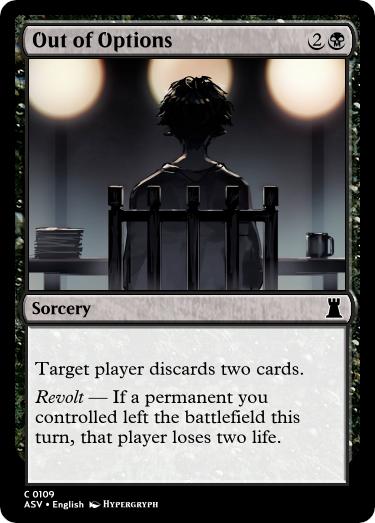 Out of Options 2
Sorcery
Target player discards two cards.
Revolt — If a permanent you
controlled left the battlefield this
turn, that player loses two life.
C 0109
ASV • English HYPERGRYPH